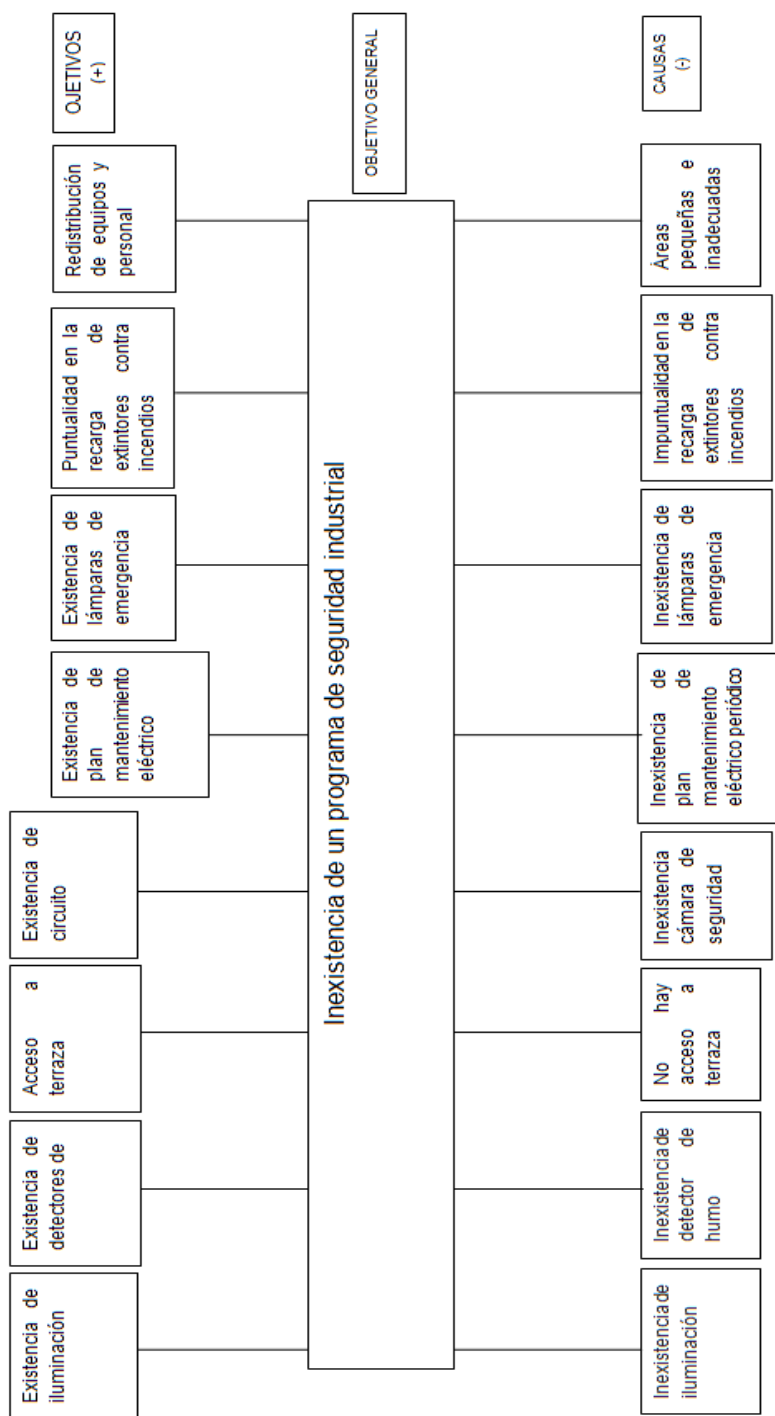 Existencia de
iluminación
Existencia de
detectores de
Acceso a
terraza
Existencia de
circuito
Existencia de
plan de
mantenimiento
eléctrico
Existencia de
lámparas de
emergencia
Puntualidad en la
recarga de
extintores contra
incendios
Redistribución
de equipos y
personal
OJETIVOS
(+)
Inexistencia de un programa de seguridad industrial
OBJETIVO GENERAL
Inexistencia de
iluminación
Inexistencia de
detector de
humo
No hay
acceso a
terraza
Inexistencia
cámara de
seguridad
Inexistencia de
plan de
mantenimiento
eléctrico periódico
Inexistencia de
lámparas de
emergencia
Impuntualidad en la
recarga de
extintores contra
incendios
Áreas
pequeñas e
inadecuadas
CAUSAS
(-)